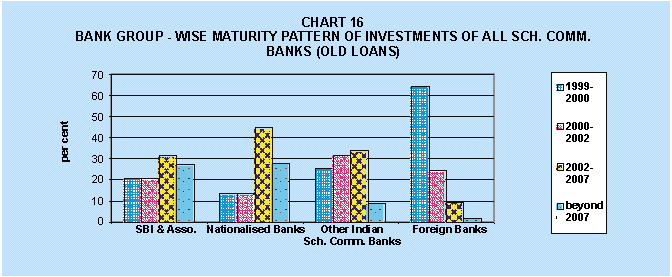 CHART 16
BANK GROUP - WISE MATURITY PATTERN OF INVESTMENTS OF ALL SCH. COMM.
BANKS (OLD LOANS)
per cent
70
60
50
40
30
20
10
0
SBI & Asso.
Nationalised Banks
Other Indian
Sch. Comm. Banks
Foreign Banks
1999-
2000
2000-
2002
2002-
2007
beyond
2007